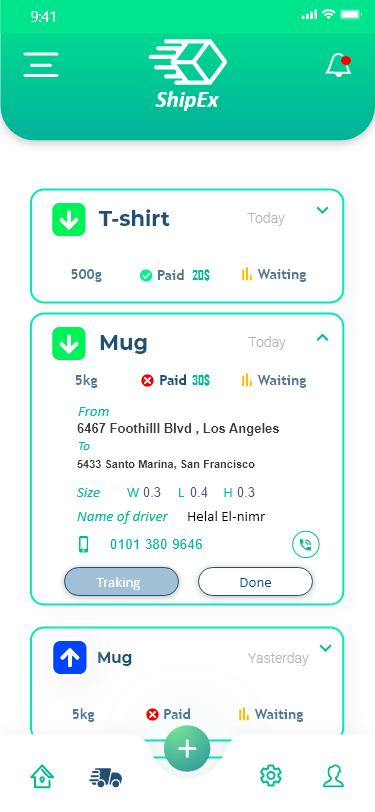 9:41
ShipEx
T-shirt Today
500g Paid 20$ Waiting
Mug Today
5kg Paid 30$ Waiting
From
6467 Foothilll Blvd , Los Angeles
To
5433 Santo Marina, San Francisco
Size W 0.3 L 0.4 H 0.3
Name of driver Helal El-nimr
0101 380 9646
Traking Done
Mug Yasterday
5kg Paid Waiting